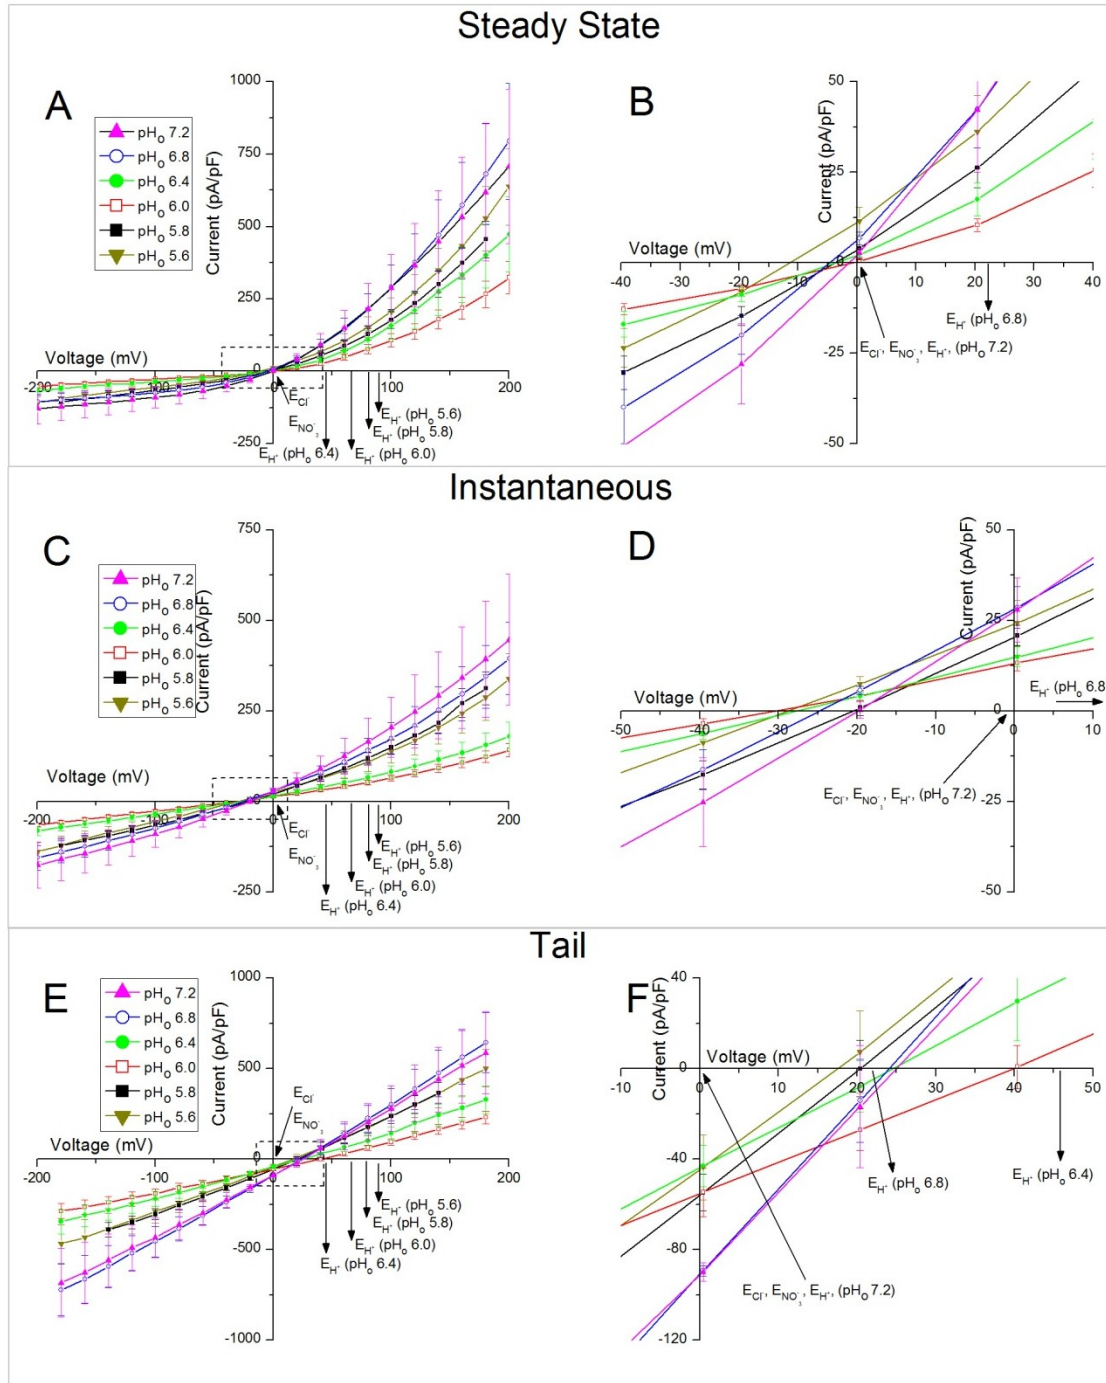 Steady State
A
pHo 7.2
pHo 6.8
pHo 6.4
pHo 6.0
pHo 5.8
pHo 5.6
Current (pA/pF)
1000
750
500
250
-250
Voltage (mV)
-200
-100
0
100
200
ECl-
ENO3-
EH+ (pHo 5.6)
EH+ (pHo 5.8)
EH+ (pHo 6.4)
EH+ (pHo 6.0)
B
Current (pA/pF)
50
25
0
-25
-50
Voltage (mV)
-40
-30
-20
-10
0
10
20
30
40
EH+ (pHo 6.8)
ECl-, ENO3-, EH+, (pHo 7.2)
Instantaneous
C
pHo 7.2
pHo 6.8
pHo 6.4
pHo 6.0
pHo 5.8
pHo 5.6
Current (pA/pF)
750
500
250
-250
Voltage (mV)
-200
-100
0
100
200
ECl-
ENO3-
EH+ (pHo 5.6)
EH+ (pHo 5.8)
EH+ (pHo 6.0)
EH+ (pHo 6.4)
D
Current (pA/pF)
50
25
0
-25
-50
Voltage (mV)
-50
-40
-30
-20
-10
0
10
EH+ (pHo 6.8)
ECl-, ENO3-, EH+, (pHo 7.2)
Tail
E
pHo 7.2
pHo 6.8
pHo 6.4
pHo 6.0
pHo 5.8
pHo 5.6
Current (pA/pF)
1000
500
-500
-1000
Voltage (mV)
-200
-100
0
100
200
ECl-
ENO3-
EH+ (pHo 5.6)
EH+ (pHo 5.8)
EH+ (pHo 6.0)
EH+ (pHo 6.4)
F
Current (pA/pF)
40
0
-40
-80
-120
Voltage (mV)
-10
0
10
20
30
40
50
EH+ (pHo 6.8)
EH+ (pHo 6.4)
ECl-, ENO3-, EH+, (pHo 7.2)